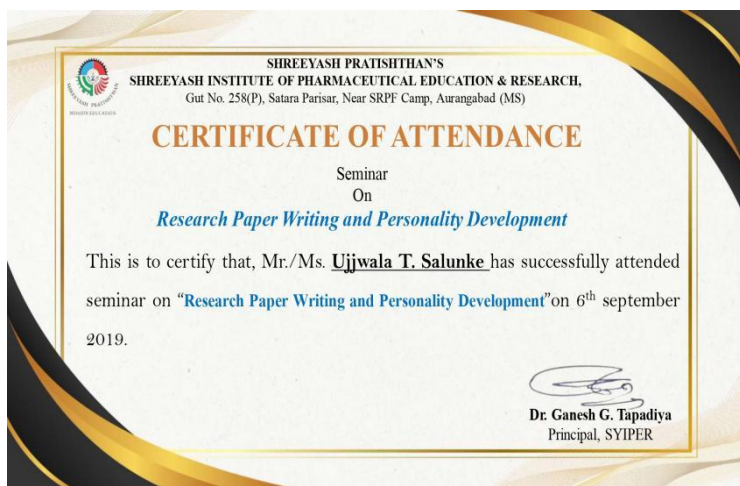 SHREEYASH PRATISHTHAN'S
SHREEYASH INSTITUTE OF PHARMACEUTICAL EDUCATION & RESEARCH,
Gut No. 258(P), Satara Parisar, Near SRPF Camp, Aurangabad (MS)
CERTIFICATE OF ATTENDANCE
Seminar
On
Research Paper Writing and Personality Development
This is to certify that, Mr./Ms. Ujjwala T. Salunke has successfully attended
seminar on “Research Paper Writing and Personality Development”on 6th september
2019.
Dr. Ganesh G. Tapadiya
Principal, SYIPER